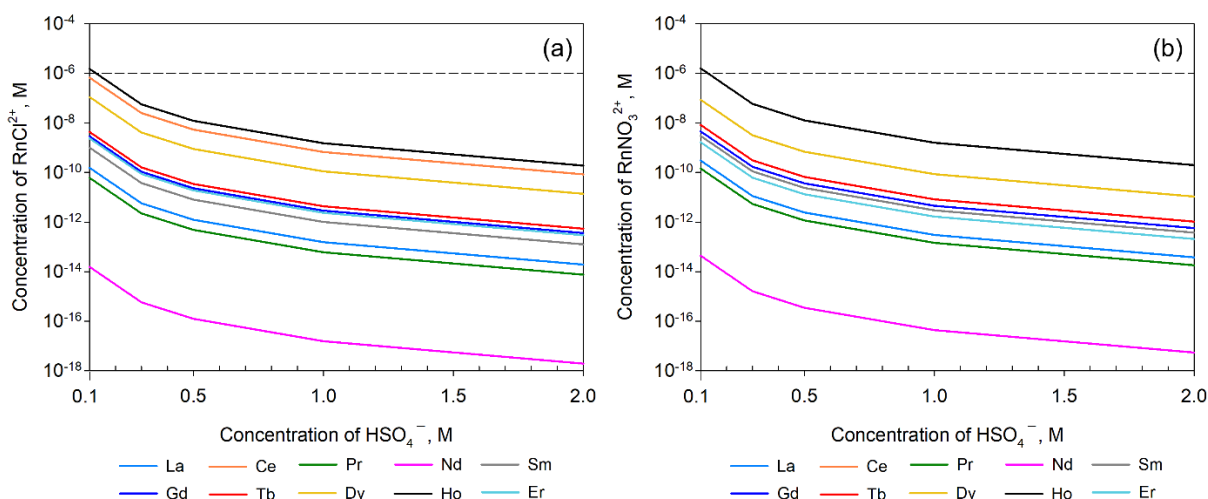 (a)
Concentration of RnCl²⁺, M
10⁻⁴
10⁻⁶
10⁻⁸
10⁻¹⁰
10⁻¹²
10⁻¹⁴
10⁻¹⁶
10⁻¹⁸
0.1 0.5 1.0 1.5 2.0
Concentration of HSO₄⁻, M
La Ce Pr Nd Sm
Gd Tb Dy Ho Er
(b)
Concentration of RnNO₃²⁺, M
10⁻⁴
10⁻⁶
10⁻⁸
10⁻¹⁰
10⁻¹²
10⁻¹⁴
10⁻¹⁶
10⁻¹⁸
0.1 0.5 1.0 1.5 2.0
Concentration of HSO₄⁻, M
La Ce Pr Nd Sm
Gd Tb Dy Ho Er